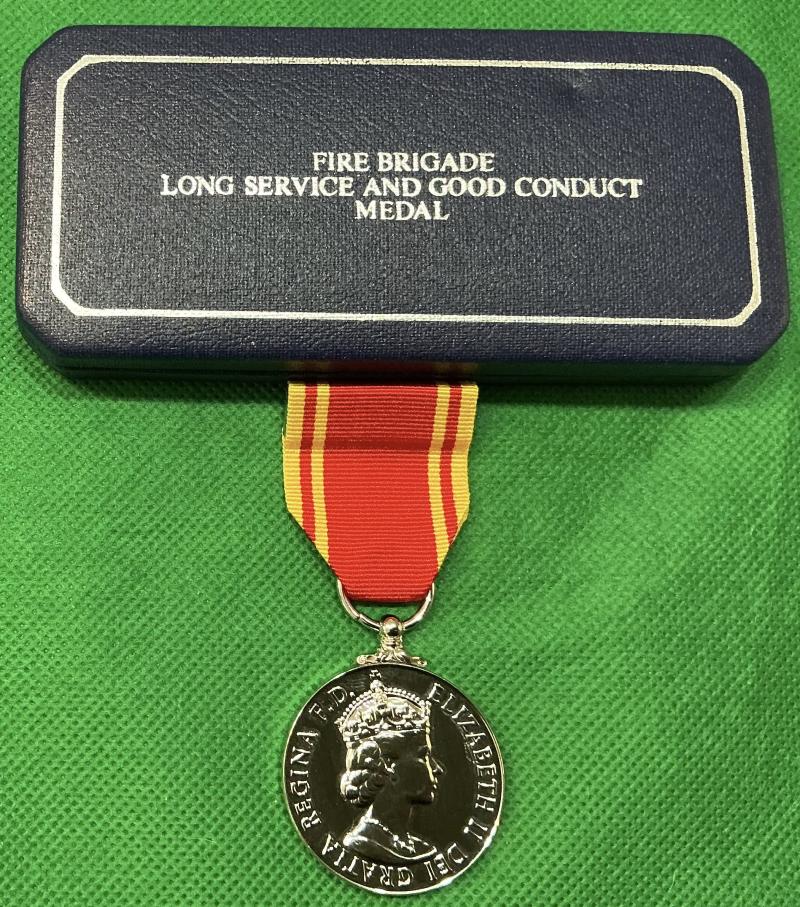 FIRE BRIGADE
LONG SERVICE AND GOOD CONDUCT
MEDAL
ELIZABETH II DEI GRATIA REGINA F.D.